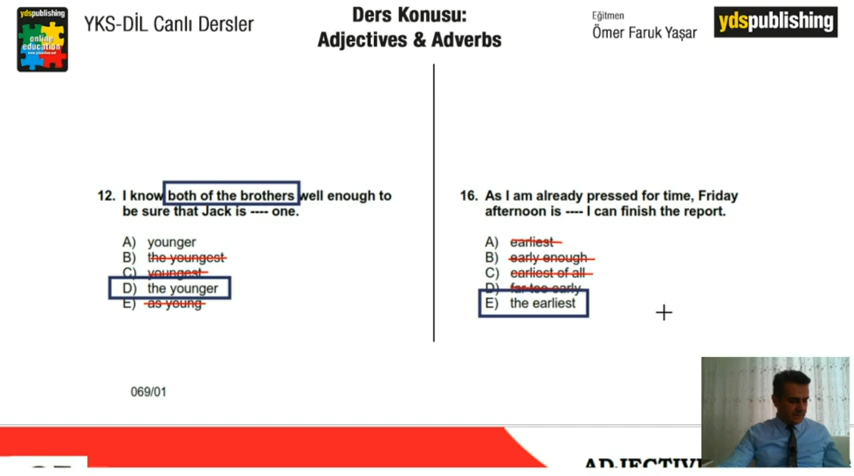 ydspublishing
online
education
YKS-DİL Canlı Dersler
Ders Konusu:
Adjectives & Adverbs
Eğitmen
Ömer Faruk Yaşar
ydspublishing
12. I know both of the brothers well enough to
be sure that Jack is ---- one.
A) younger
B) the youngest
C) youngest
D) the younger
E) as young
069/01
16. As I am already pressed for time, Friday
afternoon is ---- I can finish the report.
A) earliest
B) early enough
C) earliest of all
D) far too early
E) the earliest